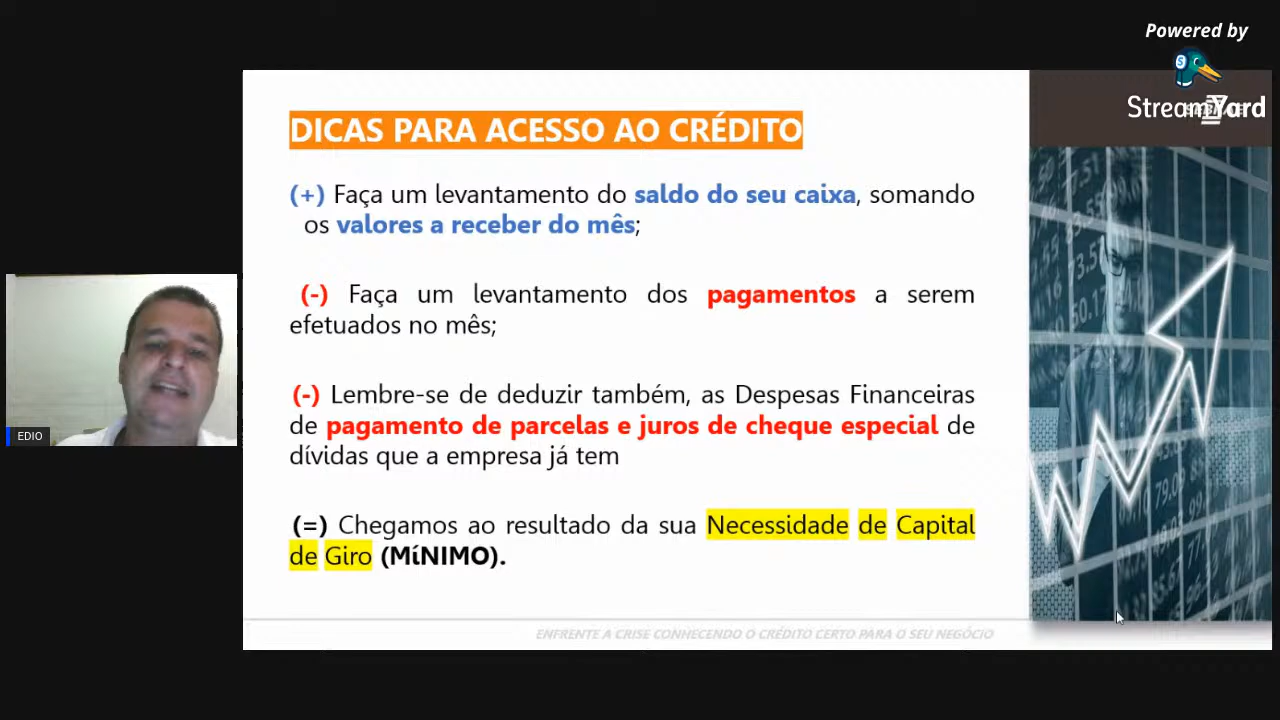 Powered by
StreamYard
DICAS PARA ACESSO AO CRÉDITO
(+) Faça um levantamento do saldo do seu caixa, somando
os valores a receber do mês;
(-) Faça um levantamento dos pagamentos a serem
efetuados no mês;
(-) Lembre-se de deduzir também, as Despesas Financeiras
de pagamento de parcelas e juros de cheque especial de
dívidas que a empresa já tem
(=) Chegamos ao resultado da sua Necessidade de Capital
de Giro (MíNIMO).
EDIO
ENFRENTE A CRISE CONHECENDO O CRÉDITO CERTO PARA O SEU NEGÓCIO